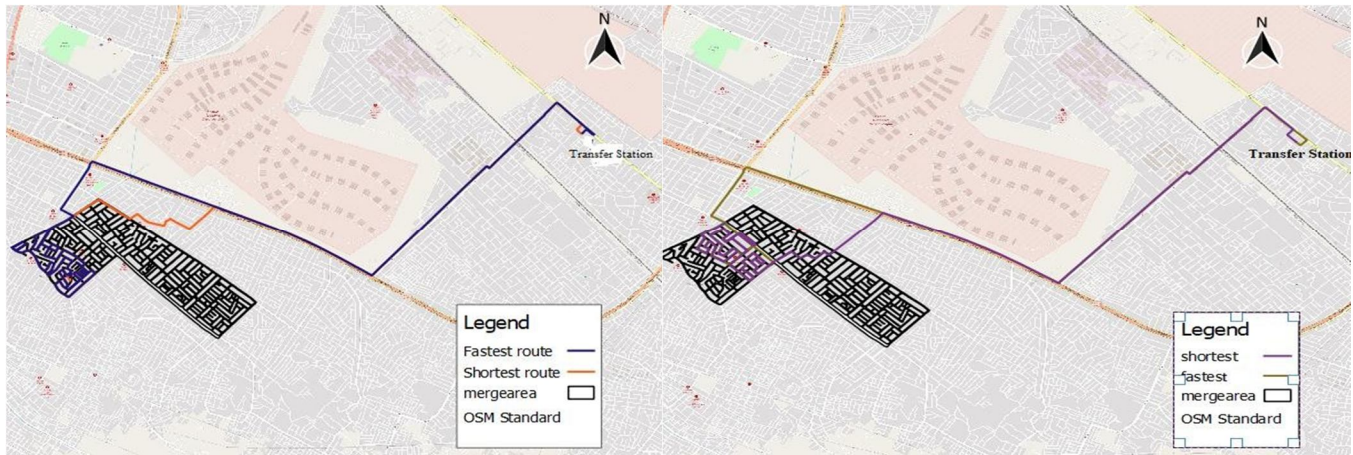 N
Transfer Station
Legend
Fastest route
Shortest route
mergearea
OSM Standard
N
Transfer Station
Legend
shortest
fastest
mergearea
OSM Standard